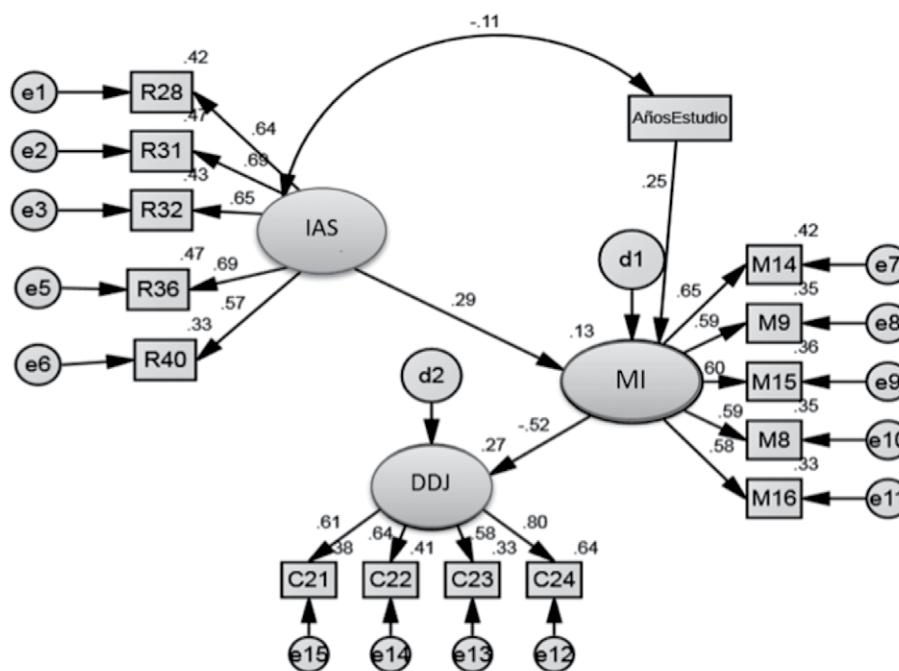 -.11
.42
e1
R28
AñosEstudio
.64
.47
e2
R31
.69
.43
e3
R32
.65
IAS
.25
.47
e5
R36
.69
d1
.42
M14
e7
.57
.29
.65
.35
.33
.59
M9
e8
e6
R40
.13
.36
d2
MI
.60
M15
e9
.35
-.52
.59
M8
e10
.27
.58
.33
DDJ
M16
e11
.61
.64
.58
.80
.38
.41
.33
.64
C21
C22
C23
C24
e15
e14
e13
e12